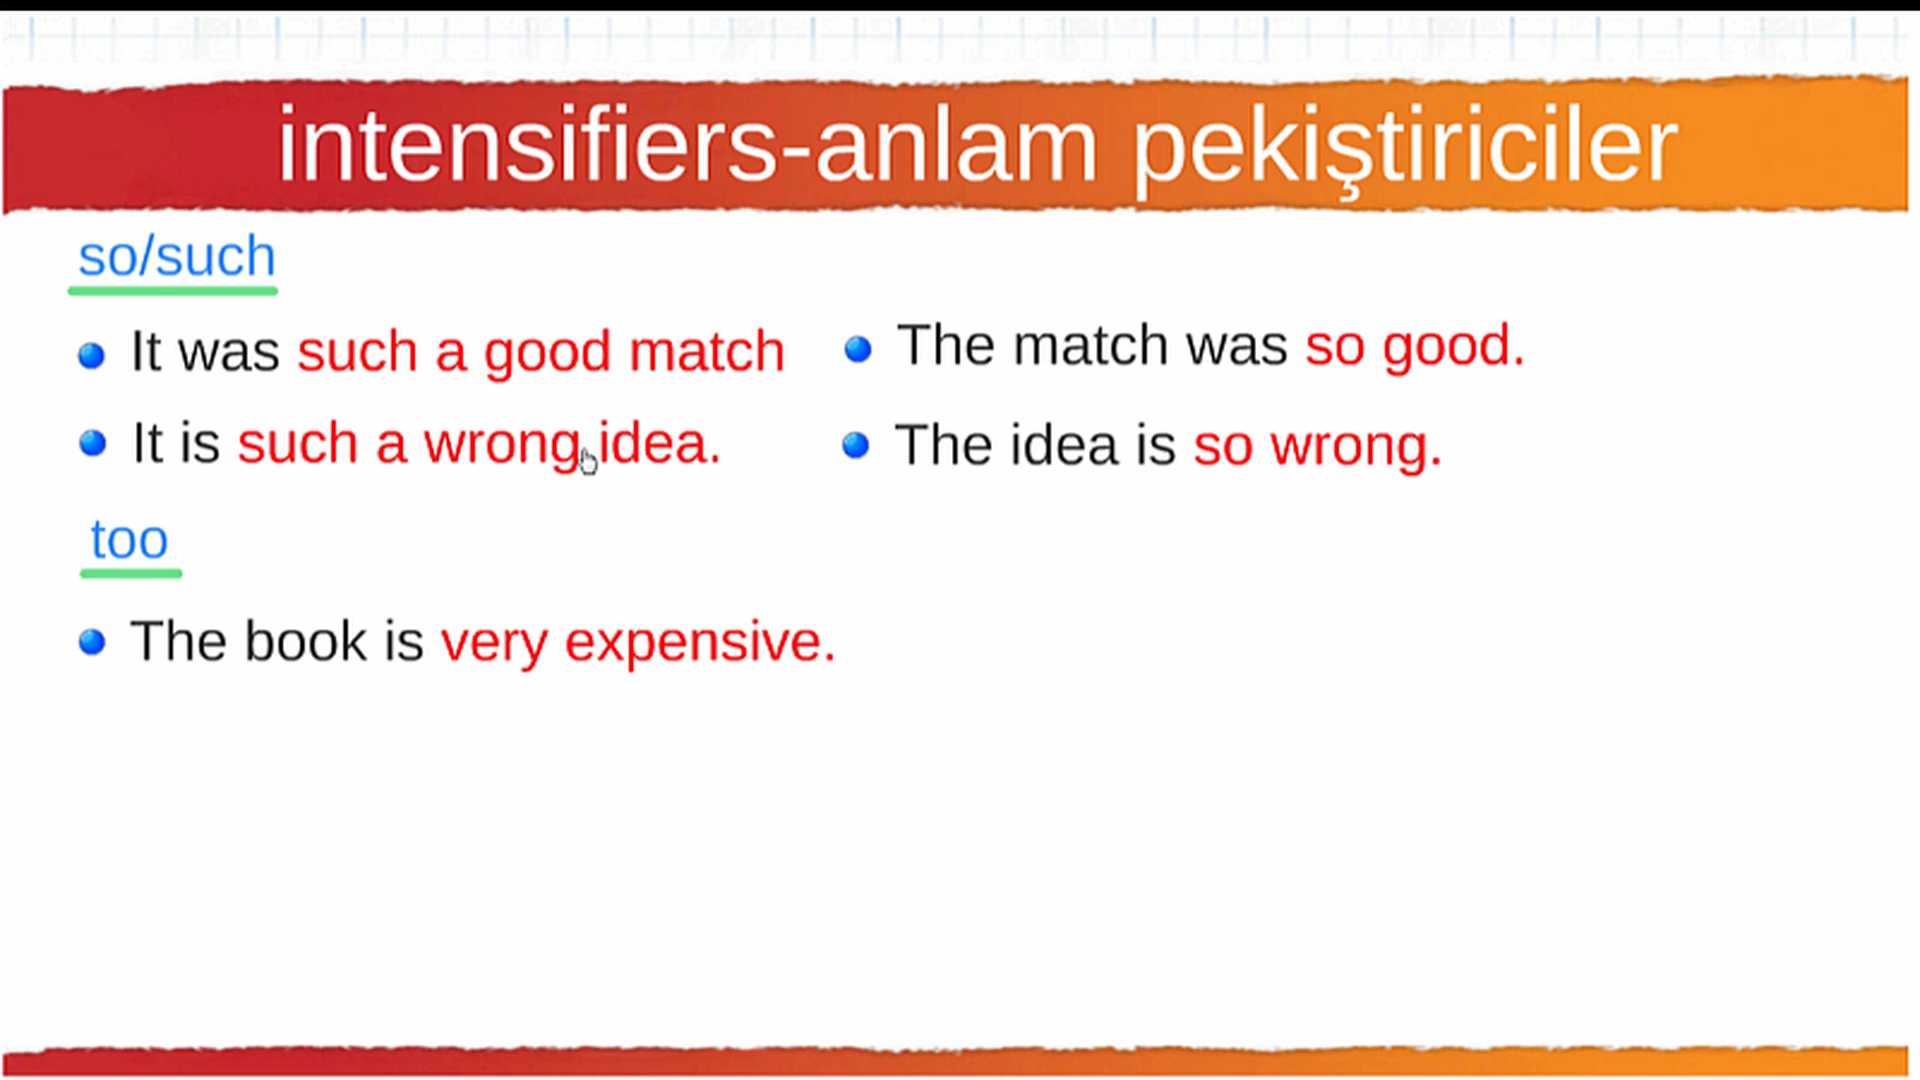 intensifiers-anlam pekiştiriciler
so/such
It was such a good match
The match was so good.
It is such a wrong idea.
The idea is so wrong.
too
The book is very expensive.